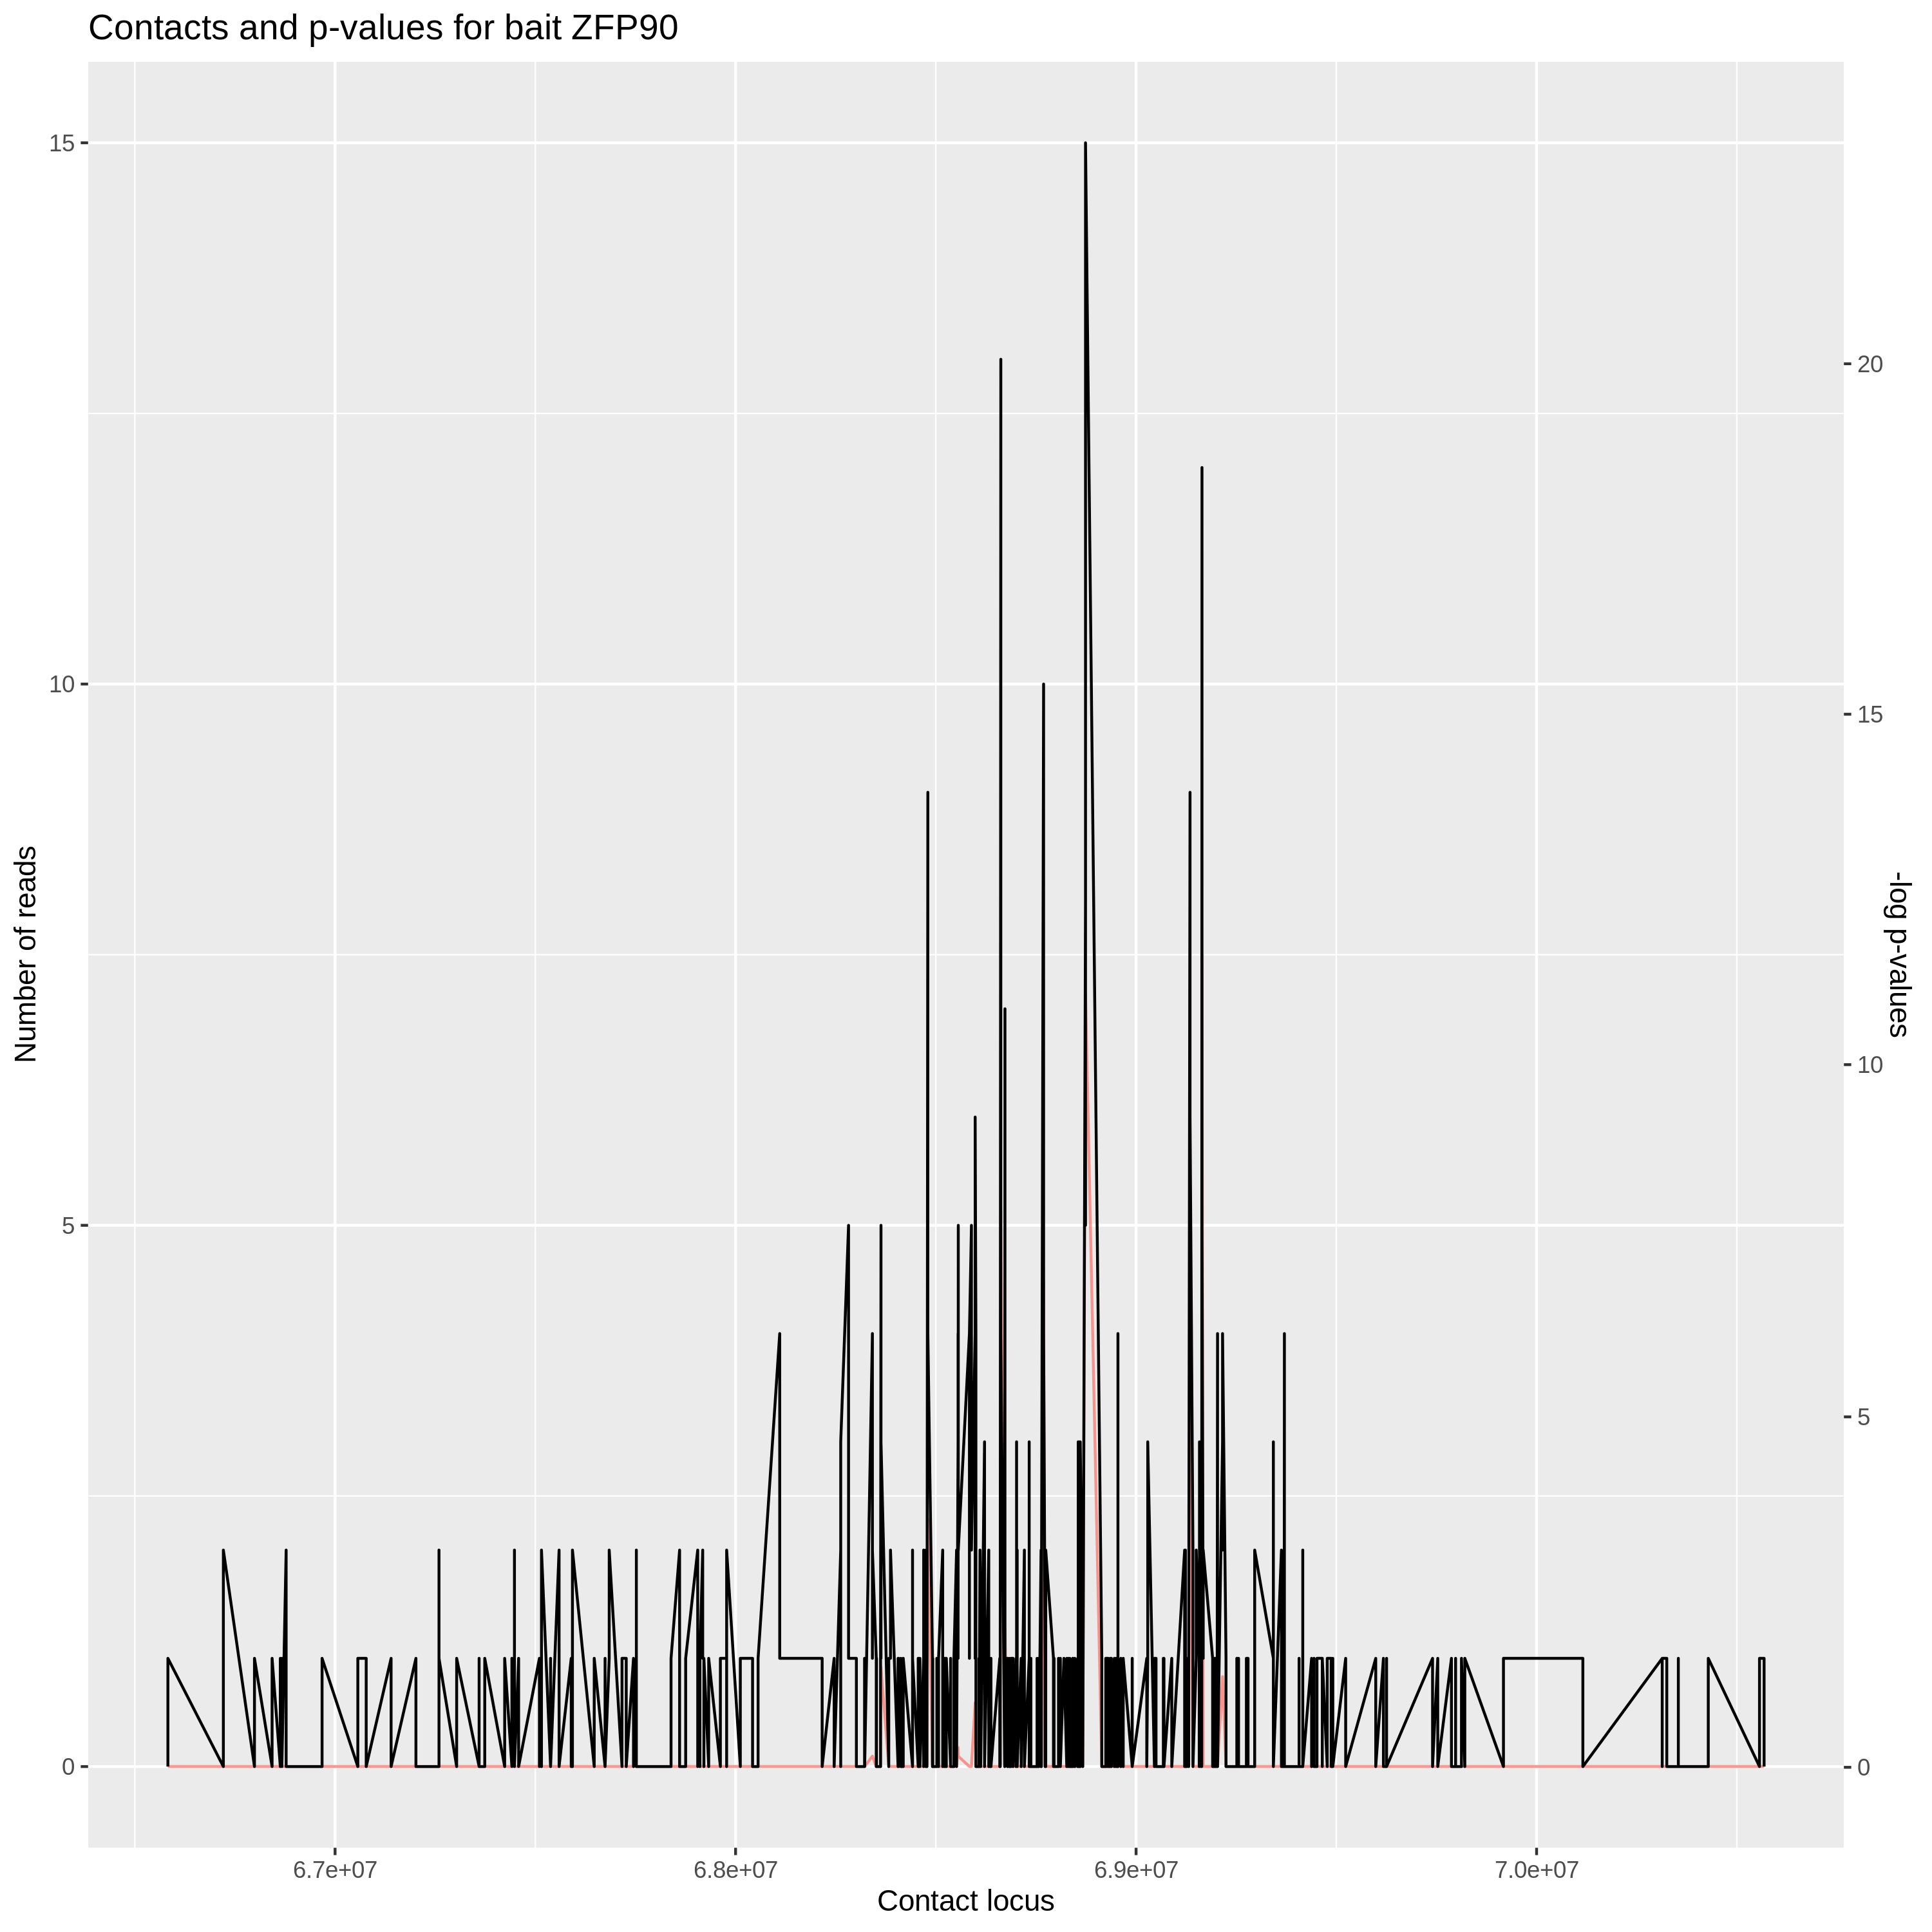 Contacts and p-values for bait ZFP90
15
10
5
0
20
15
10
5
0
Number of reads
-log p-values
6.7e+07 6.8e+07 6.9e+07 7.0e+07
Contact locus